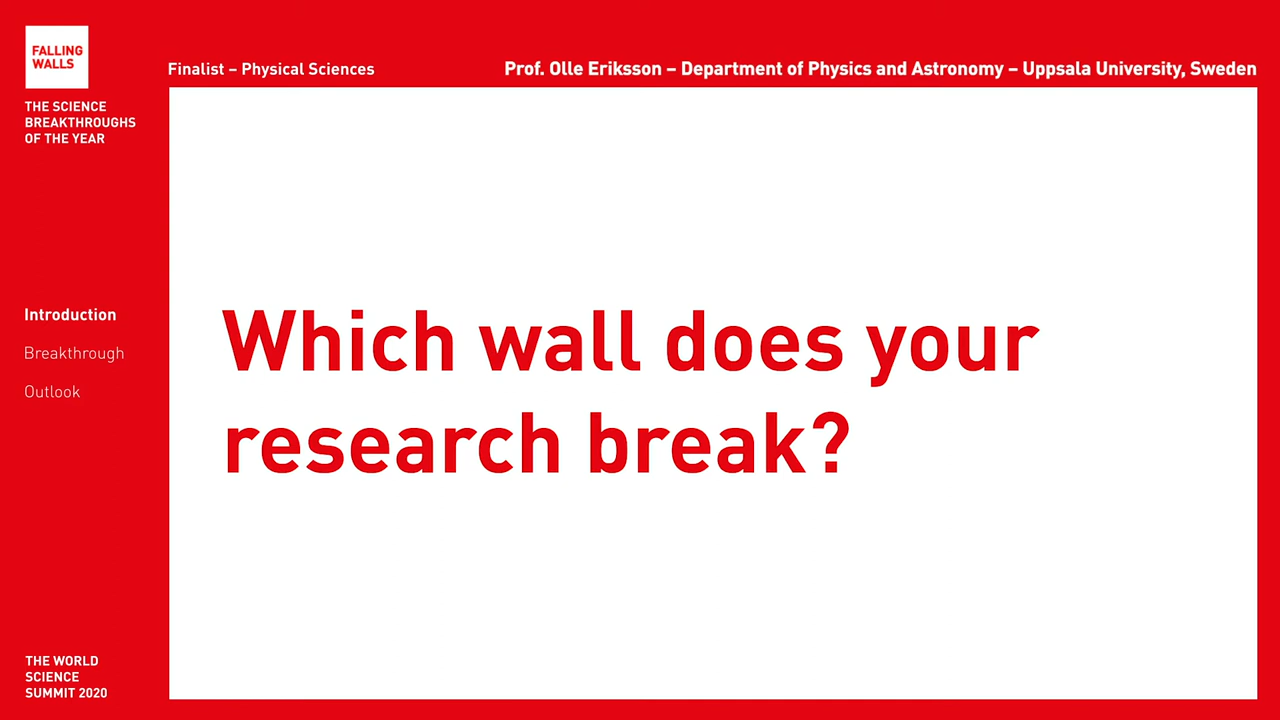 FALLING
WALLS
THE SCIENCE
BREAKTHROUGHS
OF THE YEAR
Finalist – Physical Sciences
Prof. Olle Eriksson – Department of Physics and Astronomy – Uppsala University, Sweden
Introduction
Breakthrough
Outlook
Which wall does your
research break?
THE WORLD
SCIENCE
SUMMIT 2020